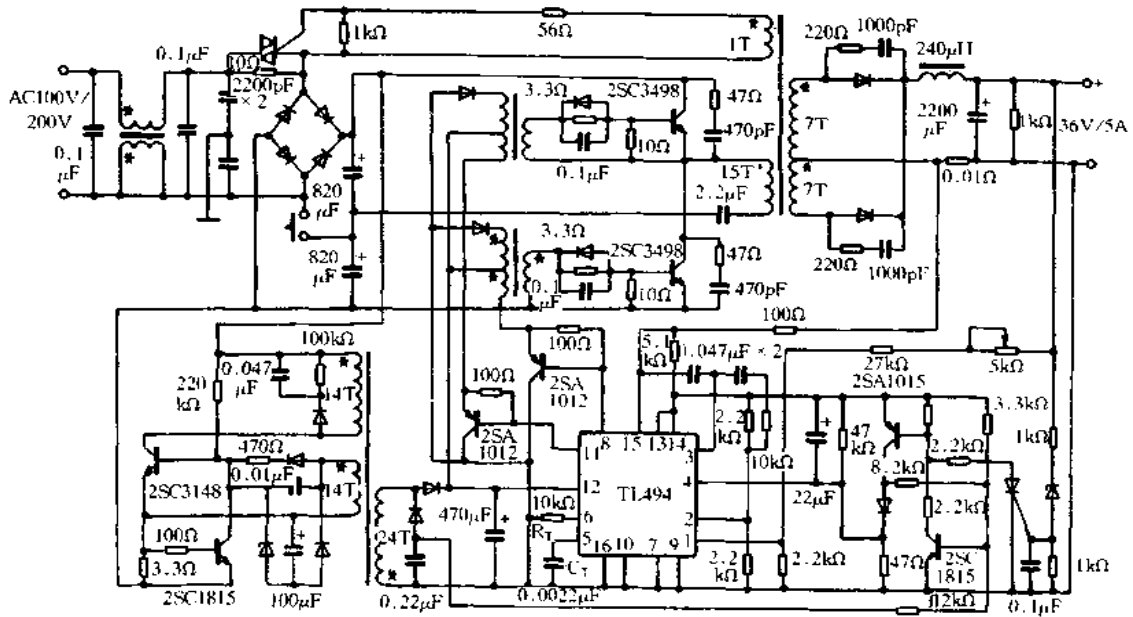 56Ω
1kΩ
1T
220Ω
1000pF
240μH
0.1μF
10Ω
2200pF
× 2
AC100V/
200V
0.1
μF
3.3Ω
2SC3498
47Ω
470pF
10Ω
0.1μF
7T
7T
2200
μF
1kΩ
36V/5A
0.01Ω
15T
2.2μF
820
μF
820
μF
3.3Ω
2SC3498
47Ω
470pF
10Ω
0.1
μF
220Ω
1000pF
100Ω
100kΩ
0.047
μF
220
kΩ
14T
100Ω
100Ω
2SA
1012
2SA
1012
5.1
kΩ
0.047μF × 2
27kΩ
5kΩ
2SA1015
3.3kΩ
470Ω
0.01μF
2SC3148
14T
100Ω
3.3Ω
2SC1815
100μF
24T
0.22μF
470μF
10kΩ
RT
CT
0.0022μF
8
15
13
14
11
12
6
5
16
10
7
9
3
4
2
1
TL494
2.2
kΩ
10kΩ
22μF
47
kΩ
8.2kΩ
2.2kΩ
2.2kΩ
1kΩ
2.2
kΩ
2.2kΩ
47Ω
2SC
1815
12kΩ
0.1μF
1kΩ
+